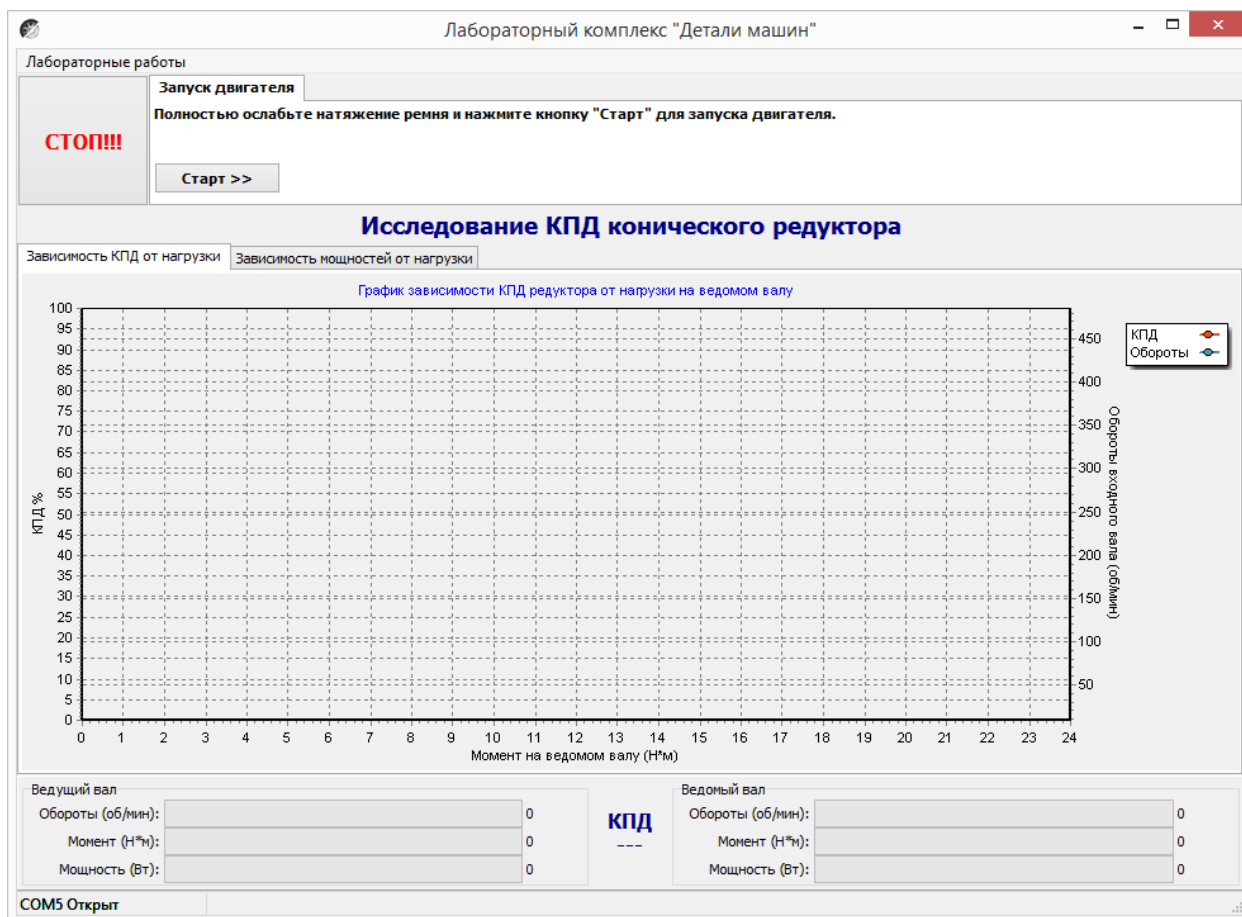 Лабораторный комплекс "Детали машин"
Лабораторные работы
СТОП!!!
Запуск двигателя
Полностью ослабьте натяжение ремня и нажмите кнопку "Старт" для запуска двигателя.
Старт >>
Исследование КПД конического редуктора
Зависимость КПД от нагрузки
Зависимость мощностей от нагрузки
График зависимости КПД редуктора от нагрузки на ведомом валу
100
95
90
85
80
75
70
65
60
55
50
45
40
35
30
25
20
15
10
5
0
КПД %
0 1 2 3 4 5 6 7 8 9 10 11 12 13 14 15 16 17 18 19 20 21 22 23 24
Момент на ведомом валу (Н*м)
450
400
350
300
250
200
150
100
50
Обороты входного вала (об/мин)
КПД
Обороты
Ведущий вал
Обороты (об/мин): 0
Момент (Н*м): 0
Мощность (Вт): 0
КПД
---
Ведомый вал
Обороты (об/мин): 0
Момент (Н*м): 0
Мощность (Вт): 0
COM5 Открыт